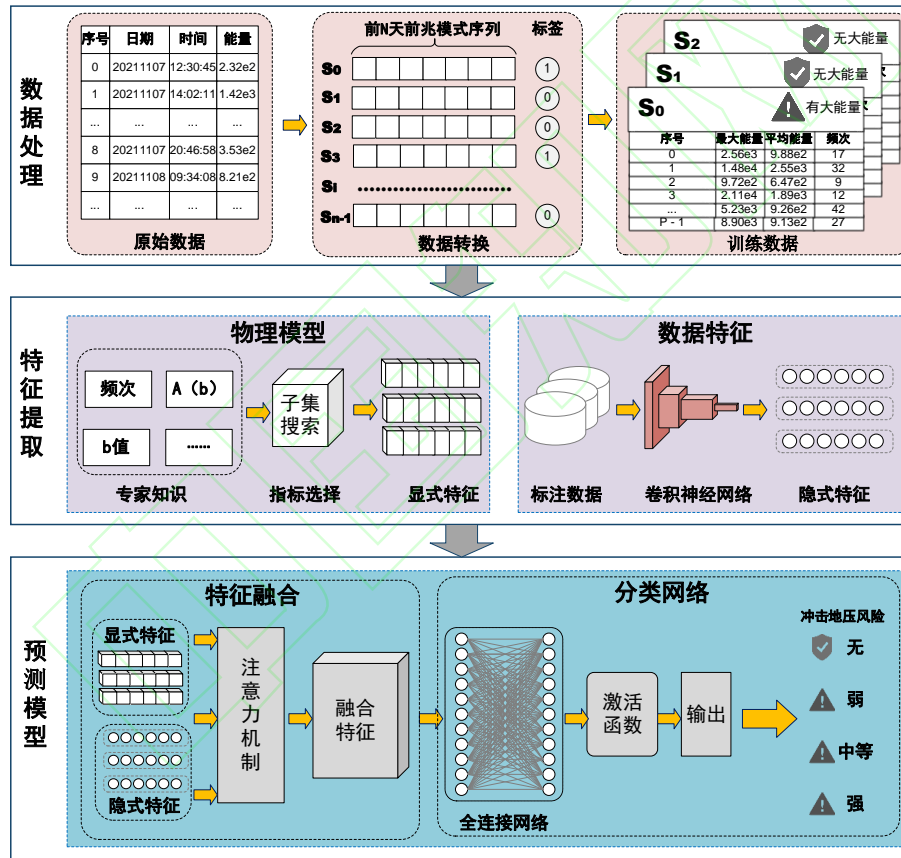 数据处理
序号 日期 时间 能量
0 20211107 12:30:45 2.32e2
1 20211107 14:02:11 1.42e3
... ... ... ...
8 20211107 20:46:58 3.53e2
9 20211108 09:34:08 8.21e2
... ... ... ...
原始数据
前N天前兆模式序列 标签
S0 1
S1 0
S2 0
S3 1
Si
Sn-1 0
数据转换
S2 无大能量
S1 无大能量
S0 有大能量
序号 最大能量 平均能量 频次
0 2.56e3 9.88e2 17
1 1.48e4 2.55e3 32
2 9.72e2 6.47e2 9
3 2.11e4 1.89e3 12
... 5.23e3 9.26e2 42
P - 1 8.90e3 9.13e2 27
训练数据
特征提取
物理模型
频次 A（b）
b值 ······
专家知识
子集
搜索
指标选择
显式特征
数据特征
标注数据
卷积神经网络
隐式特征
预测模型
特征融合
显式特征
隐式特征
注意力机制
融合
特征
分类网络
全连接网络
激活
函数
输出
冲击地压风险
无
弱
中等
强